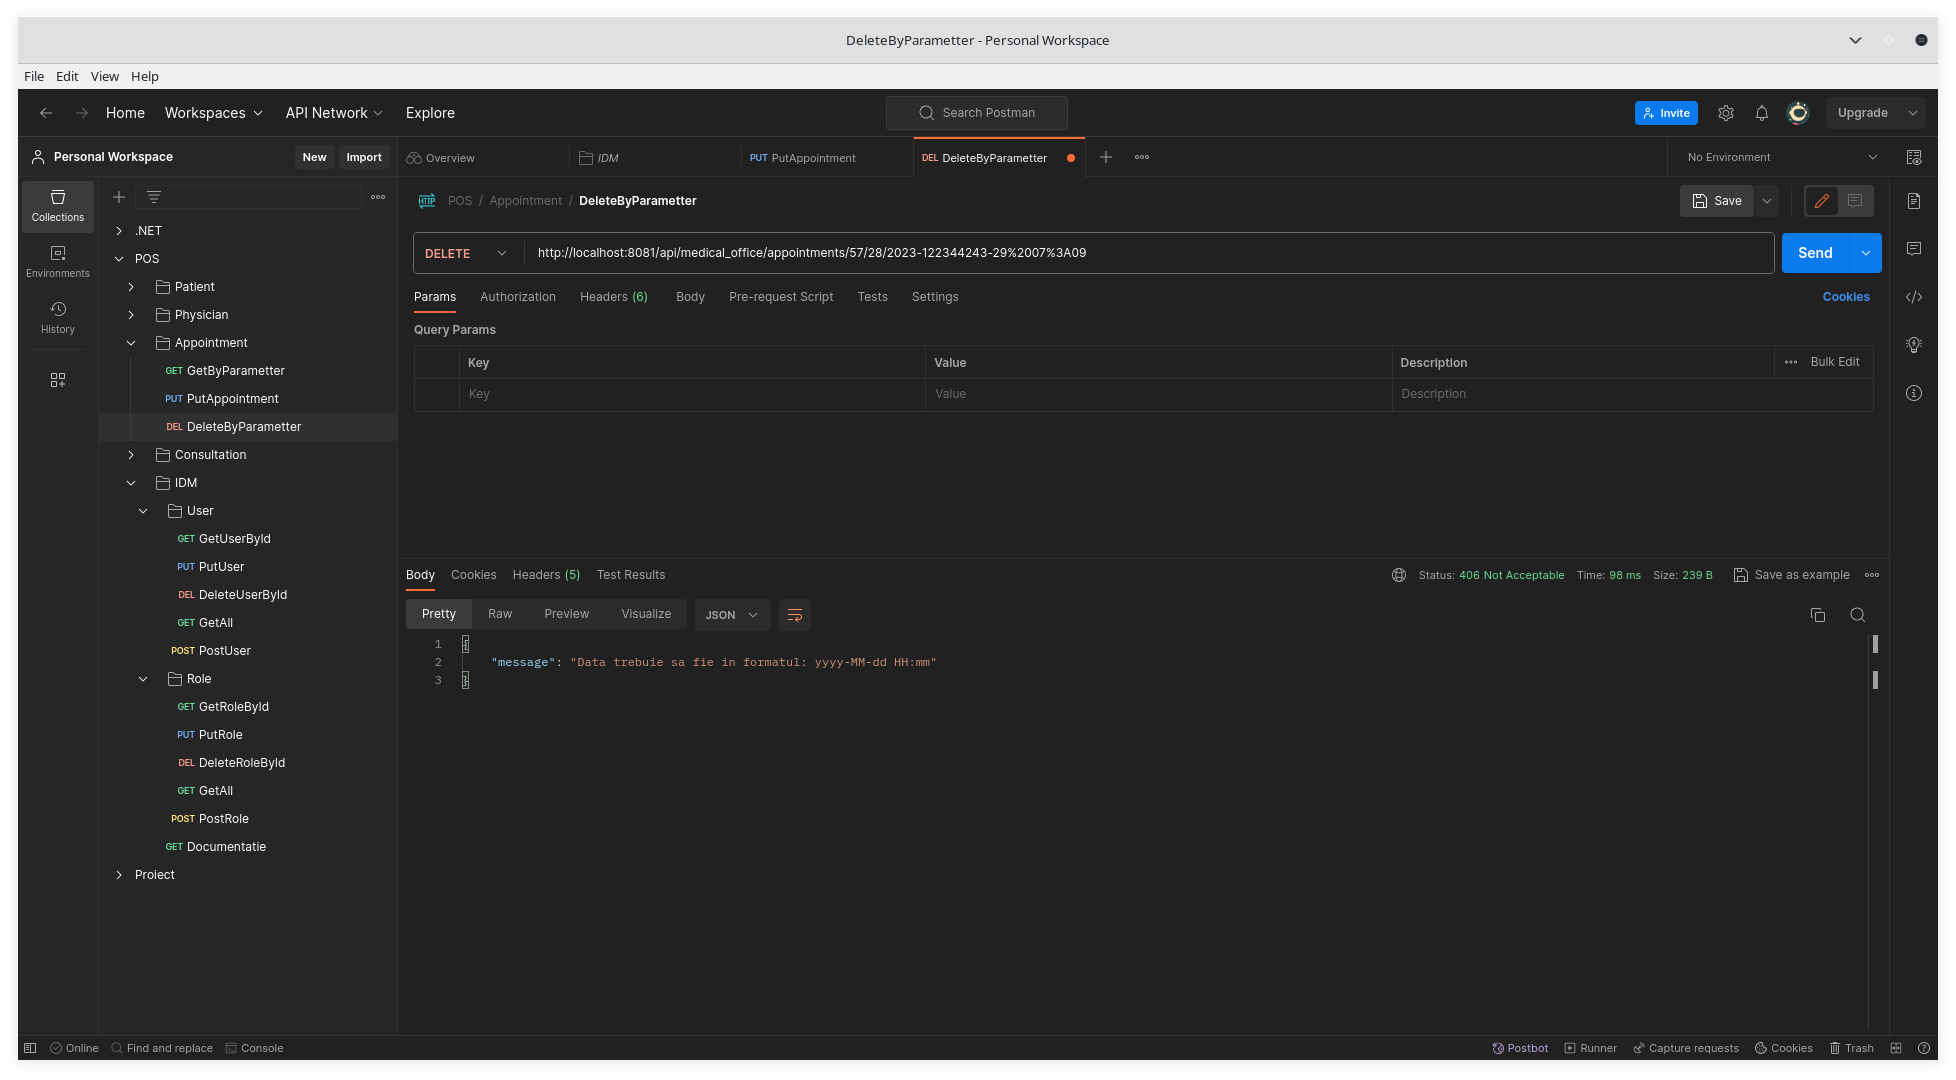 DeleteByParametter - Personal Workspace
File Edit View Help
Home Workspaces API Network Explore Search Postman Invite Upgrade
Personal Workspace New Import
Overview IDM PUT PutAppointment DEL DeleteByParametter No Environment
Collections
Environments
History
.NET
POS
Patient
Physician
Appointment
GET GetByParametter
PUT PutAppointment
DEL DeleteByParametter
Consultation
IDM
User
GET GetUserById
PUT PutUser
DEL DeleteUserById
GET GetAll
POST PostUser
Role
GET GetRoleById
PUT PutRole
DEL DeleteRoleById
GET GetAll
POST PostRole
GET Documentatie
Proiect
HTTP POS / Appointment / DeleteByParametter Save
DELETE http://localhost:8081/api/medical_office/appointments/57/28/2023-122344243-29%2007%3A09 Send
Params Authorization Headers (6) Body Pre-request Script Tests Settings Cookies
Query Params
Key Value Description Bulk Edit
Key Value Description
Body Cookies Headers (5) Test Results Status: 406 Not Acceptable Time: 98 ms Size: 239 B Save as example
Pretty Raw Preview Visualize JSON
1 {
2 "message": "Data trebuie sa fie in formatul: yyyy-MM-dd HH:mm"
3 }
Online Find and replace Console Postbot Runner Capture requests Cookies Trash